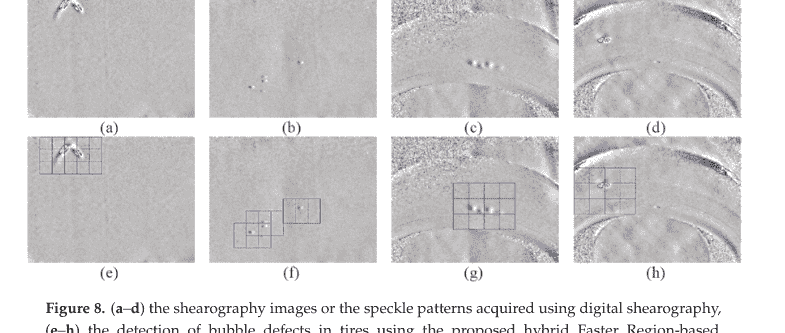 (a) (b) (c) (d)
(e) (f) (g) (h)
Figure 8. (a–d) the shearography images or the speckle patterns acquired using digital shearography,
(e–h) the detection of bubble defects in tires using the proposed hybrid Faster Region-based